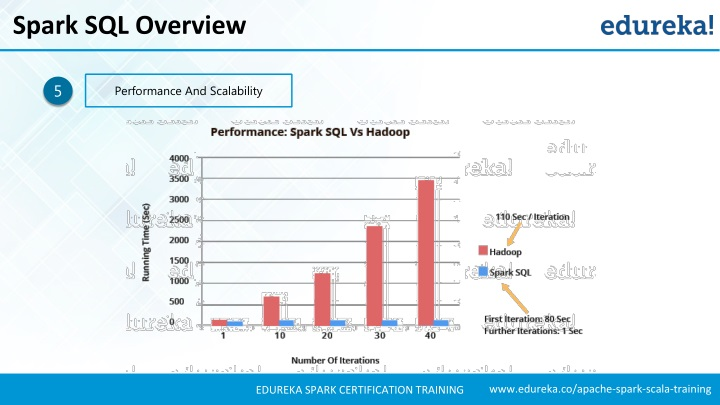 Spark SQL Overview
edureka!
5
Performance And Scalability
Performance: Spark SQL Vs Hadoop
4000
3500
3000
2500
2000
1500
1000
500
0
Running Time (Sec)
1
10
20
30
40
Number Of Iterations
110 Sec / Iteration
Hadoop
Spark SQL
First Iteration: 80 Sec
Further Iterations: 1 Sec
EDUREKA SPARK CERTIFICATION TRAINING
www.edureka.co/apache-spark-scala-training